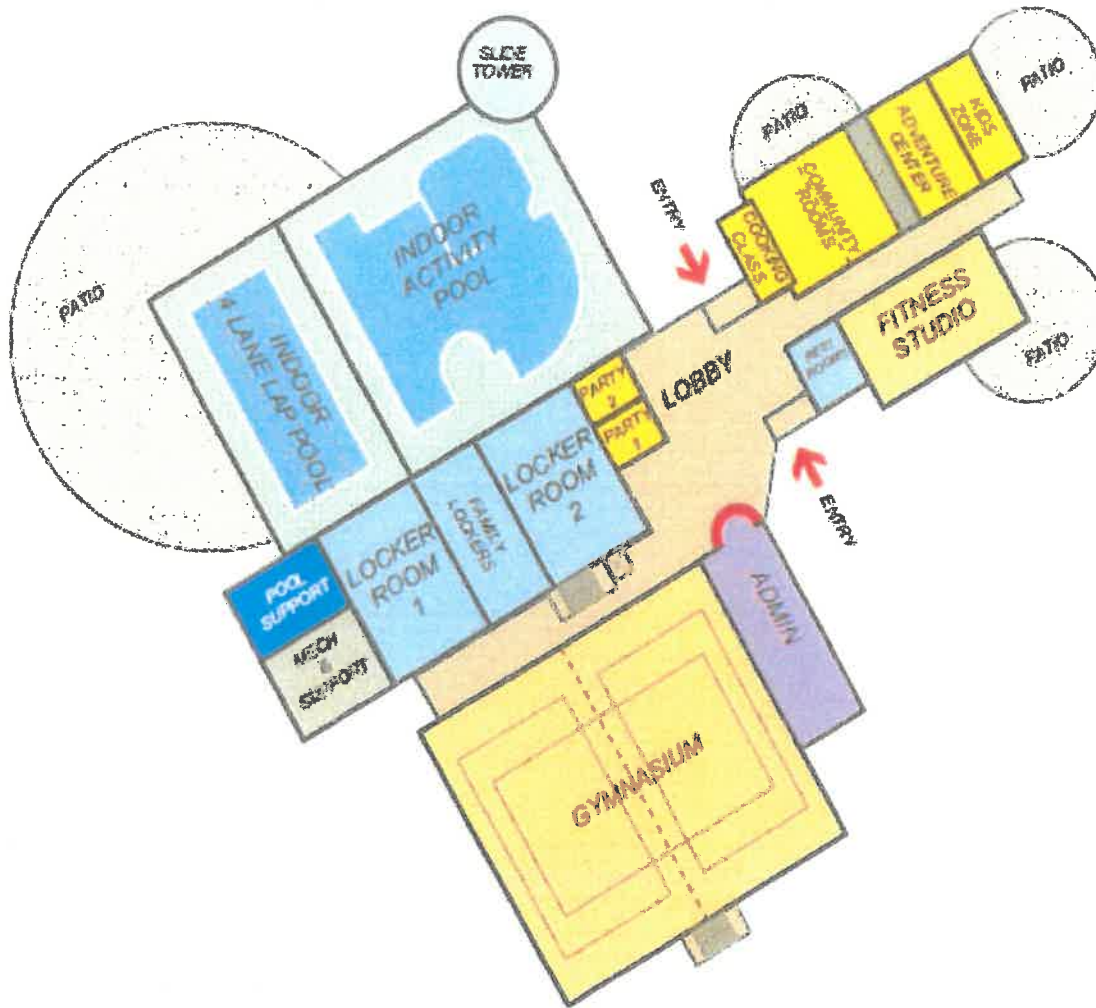 SLIDE
TOWER
PATIO
KIDS
ZONE
PATIO
ADVENTURE
CENTER
COMMUNITY
ROOMS
COOKING
CLASS
ENTRY
PATIO
INDOOR
ACTIVITY
POOL
INDOOR
4 LANE LAP POOL
FITNESS
STUDIO
PATIO
REST
ROOMS
LOBBY
PARTY
2
PARTY
1
ENTRY
LOCKER
ROOM
2
FAMILY
LOCKERS
LOCKER
ROOM
1
POOL
SUPPORT
MECH
&
SUPPORT
ADMIN
GYMNASIUM